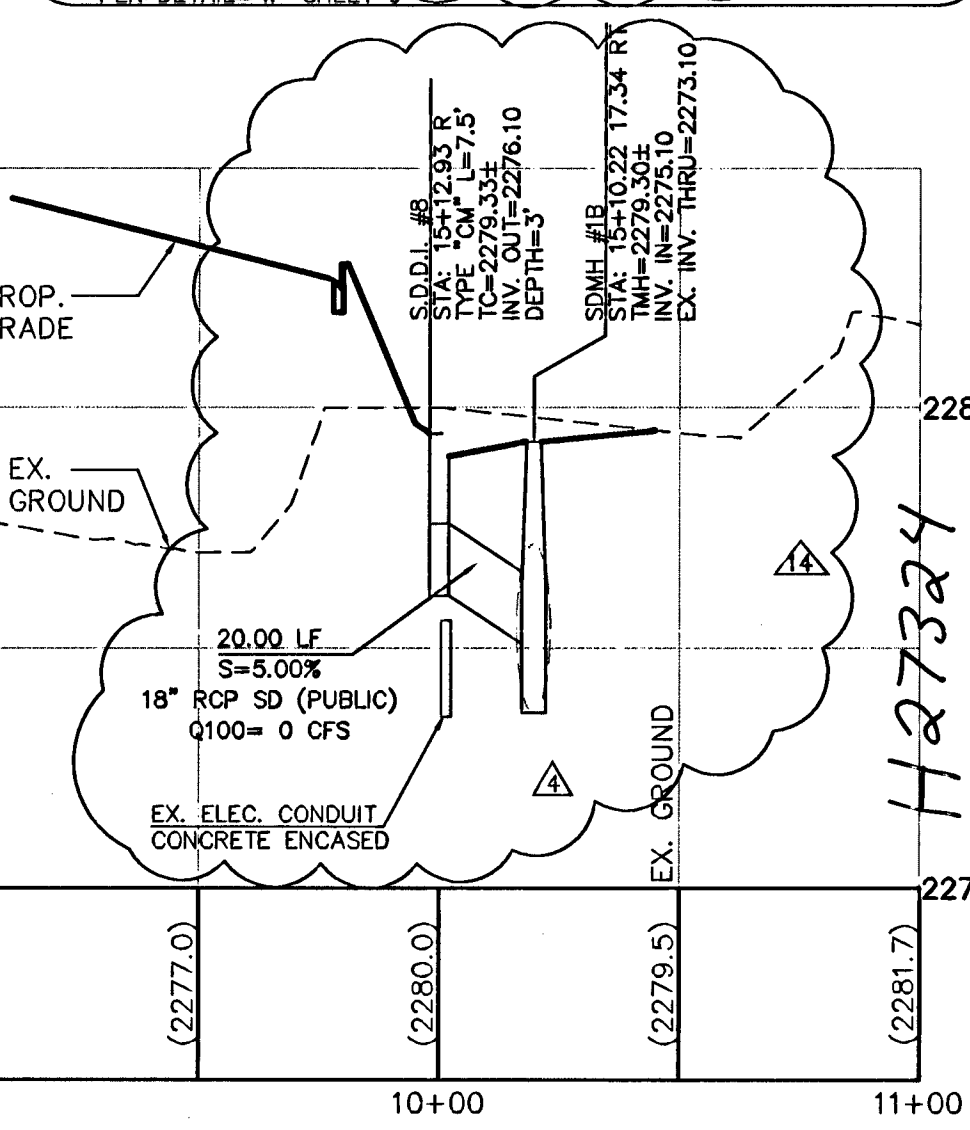 S.D.D.I. #8
STA: 15+12.93 R
TYPE "CM" L=7.5'
TC=2279.33±
INV. OUT=2276.10
DEPTH=3'
SDMH #1B
STA: 15+10.22 17.34 RT
TMH=2279.30±
INV. IN=2275.10
EX. INV. THRU=2273.10
ROP.
RADE
228
EX.
GROUND
14
H27324
20.00 LF
S=5.00%
18" RCP SD (PUBLIC)
Q100= 0 CFS
4
EX. GROUND
EX. ELEC. CONDUIT
CONCRETE ENCASED
227
(2277.0)
(2280.0)
(2279.5)
(2281.7)
10+00
11+00